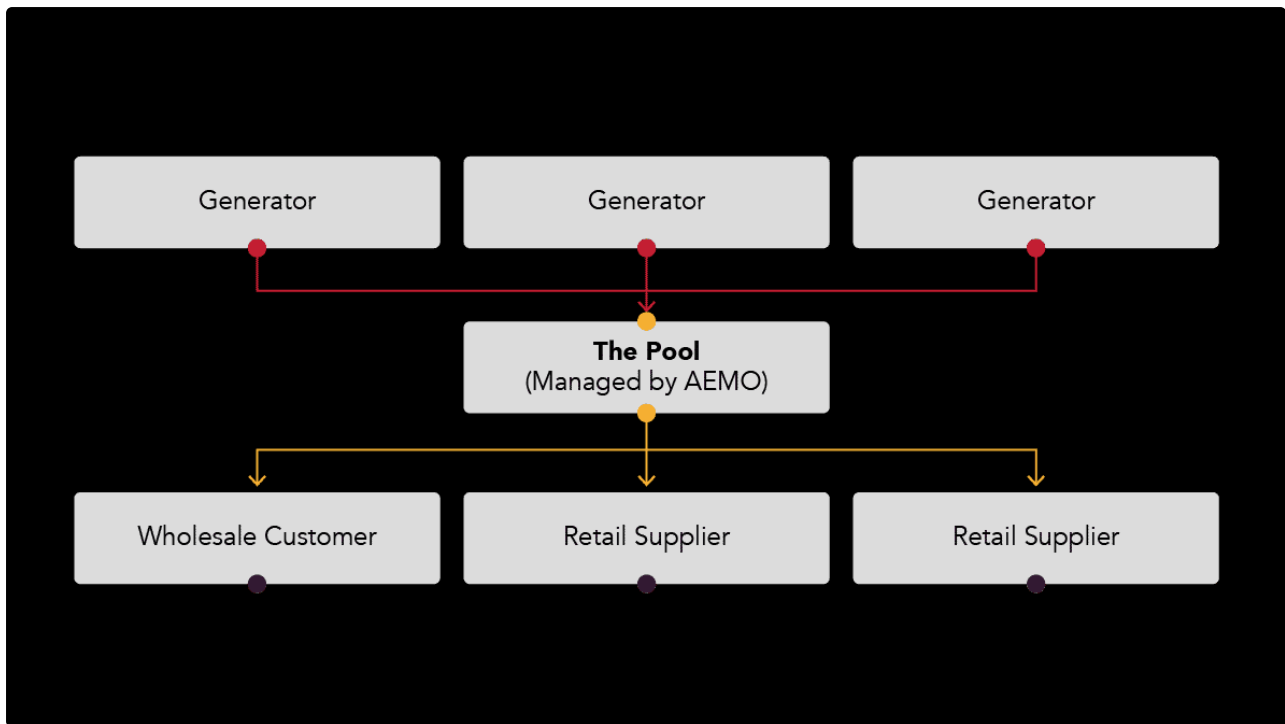 Generator
Generator
Generator
The Pool
(Managed by AEMO)
Wholesale Customer
Retail Supplier
Retail Supplier